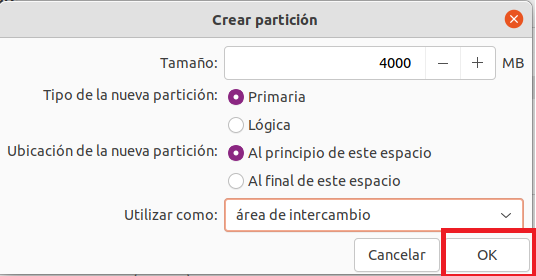 Crear partición
Tamaño: 4000 − + MB
Tipo de la nueva partición: Primaria
Lógica
Ubicación de la nueva partición: Al principio de este espacio
Al final de este espacio
Utilizar como: área de intercambio
Cancelar OK